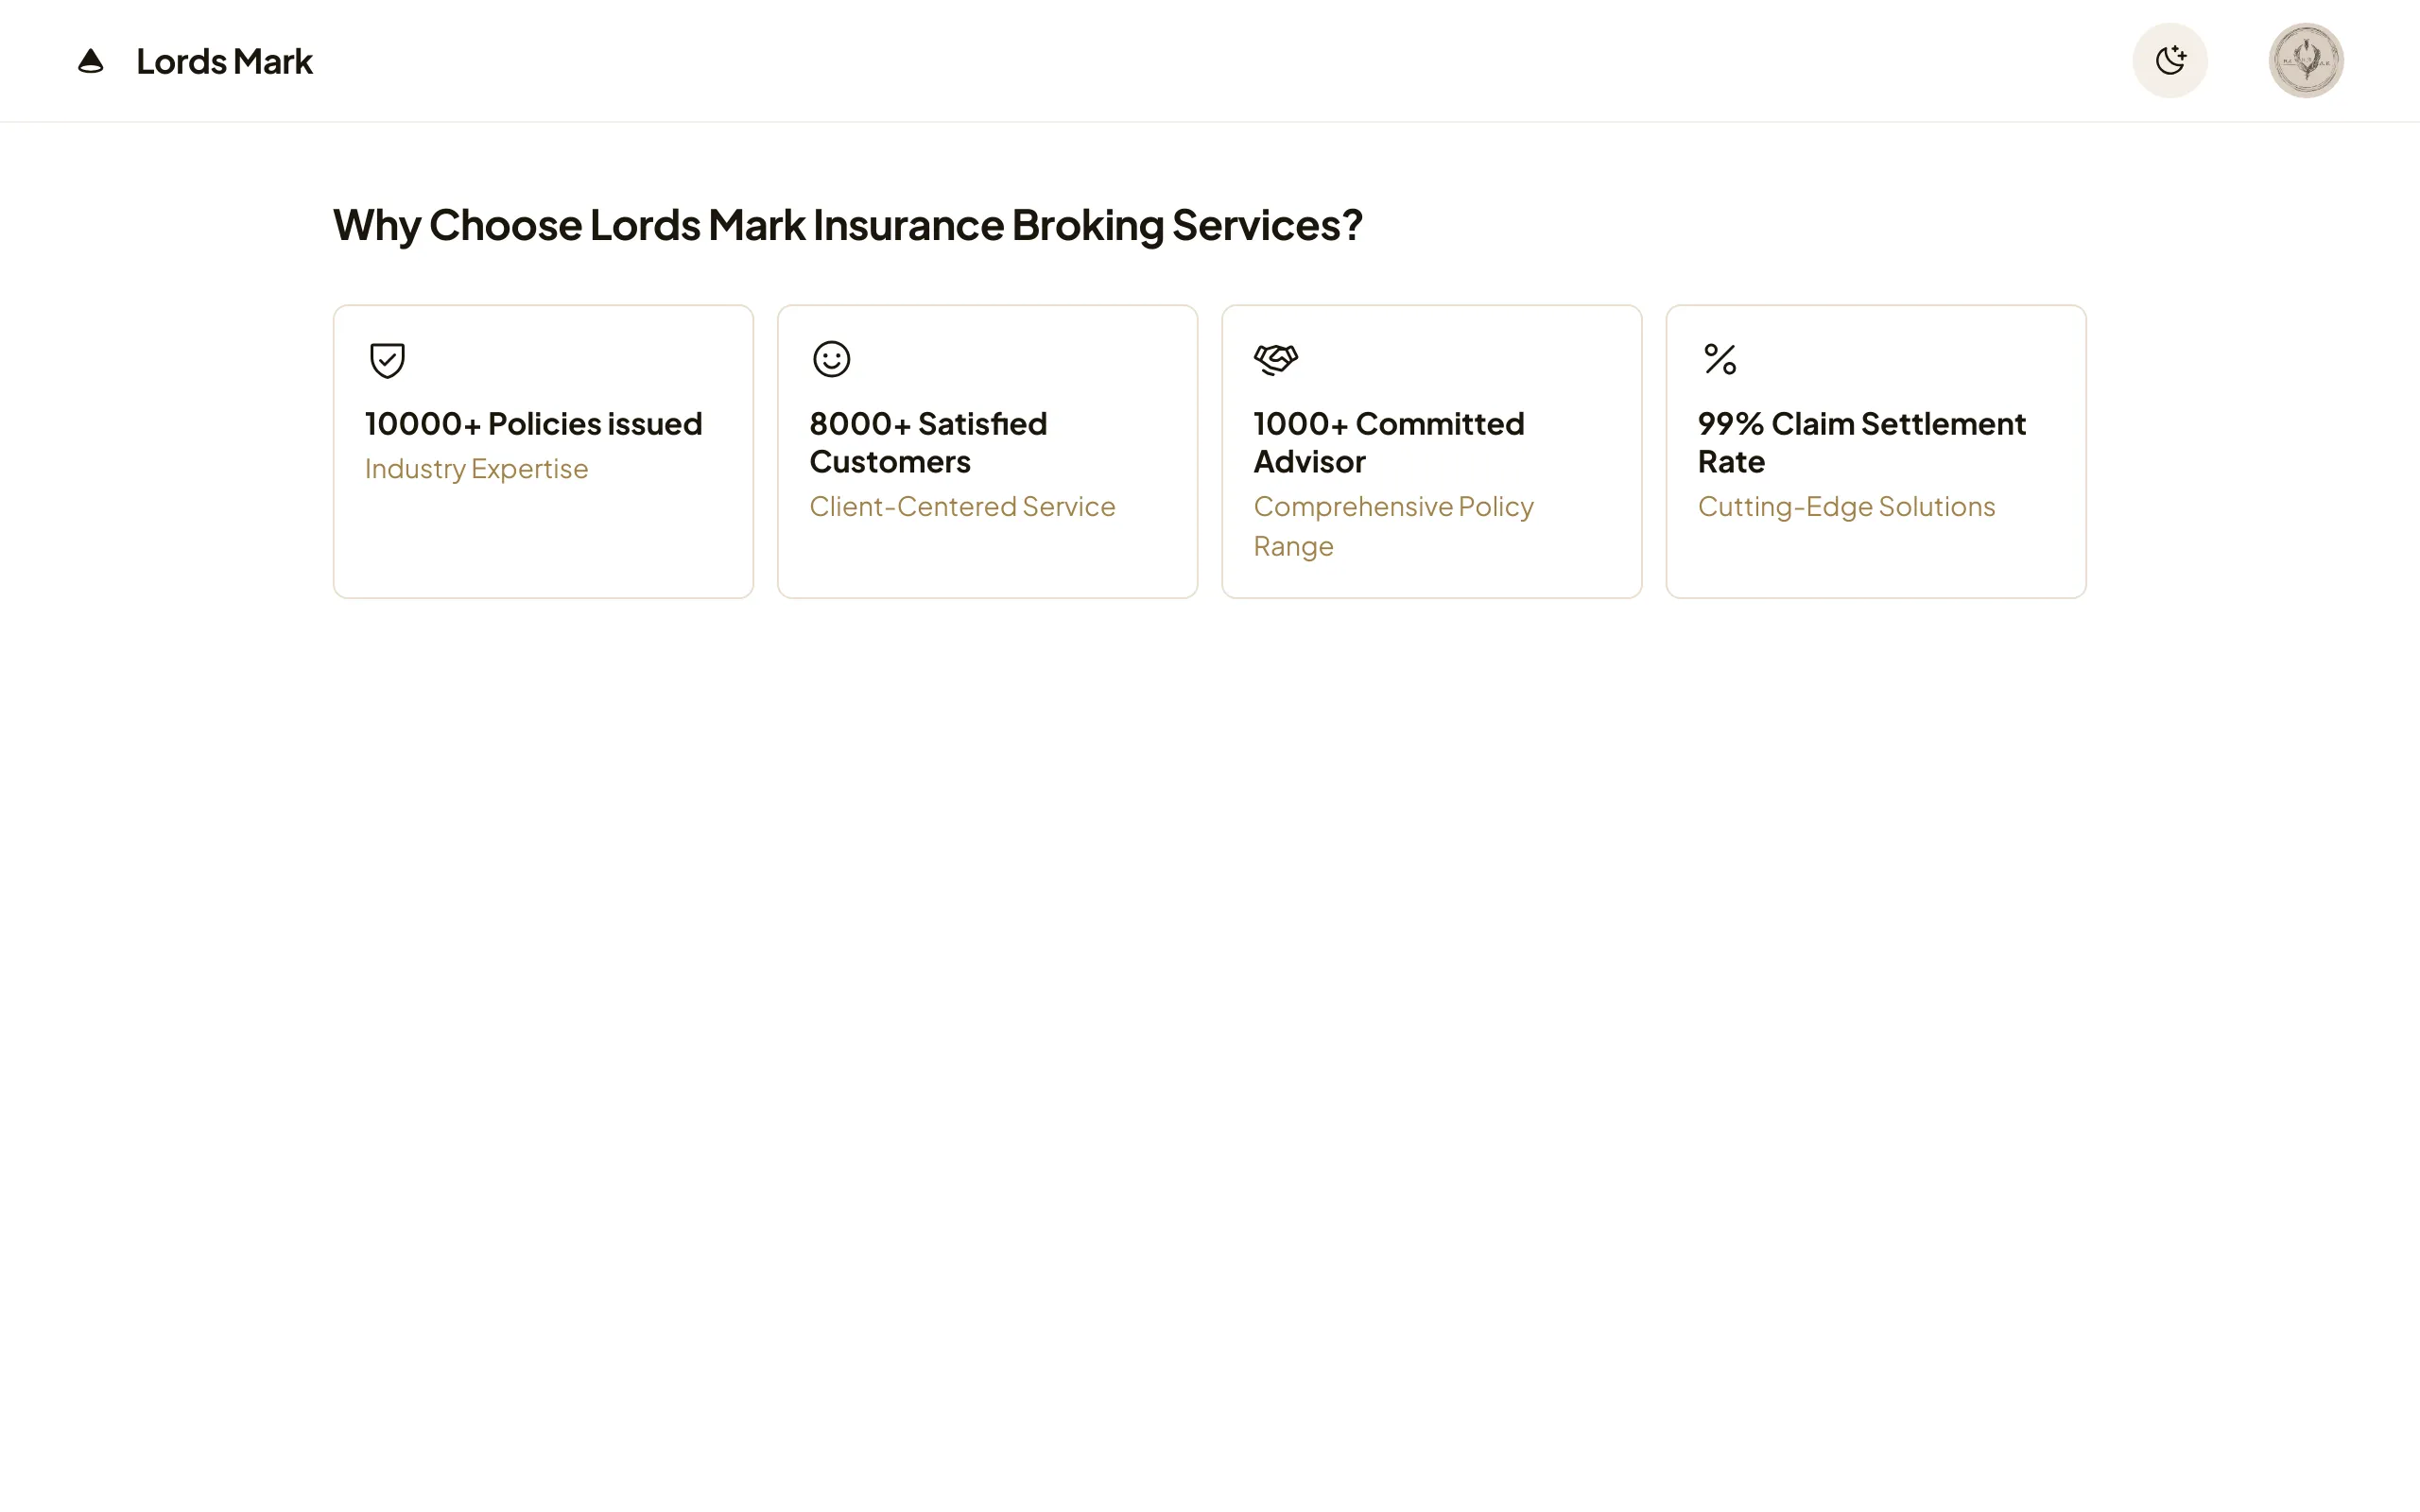 Lords Mark
Why Choose Lords Mark Insurance Broking Services?
10000+ Policies issued
Industry Expertise
8000+ Satisfied
Customers
Client-Centered Service
1000+ Committed
Advisor
Comprehensive Policy
Range
99% Claim Settlement
Rate
Cutting-Edge Solutions